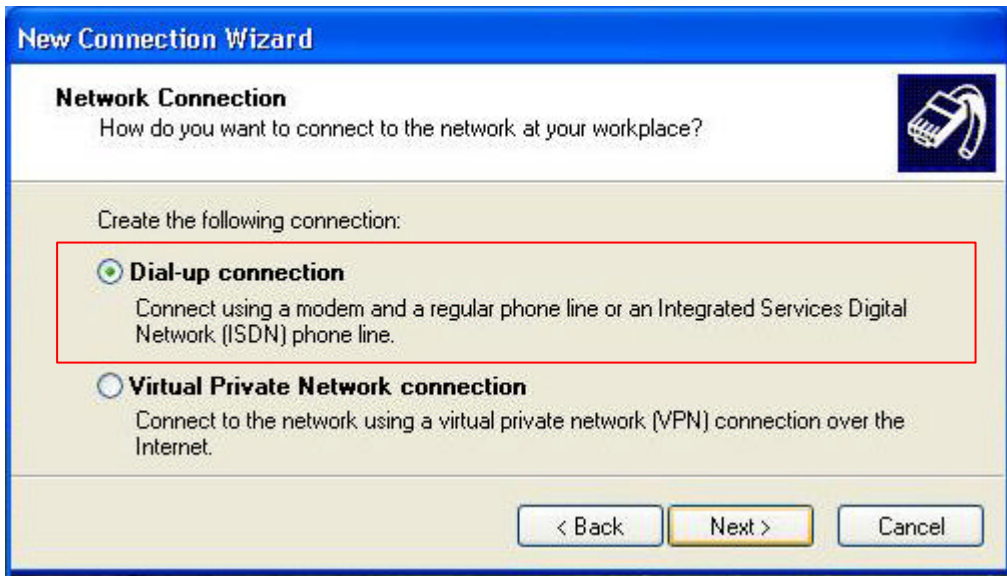 New Connection Wizard
Network Connection
How do you want to connect to the network at your workplace?
Create the following connection:
Dial-up connection
Connect using a modem and a regular phone line or an Integrated Services Digital
Network (ISDN) phone line.
Virtual Private Network connection
Connect to the network using a virtual private network (VPN) connection over the
Internet.
< Back Next > Cancel